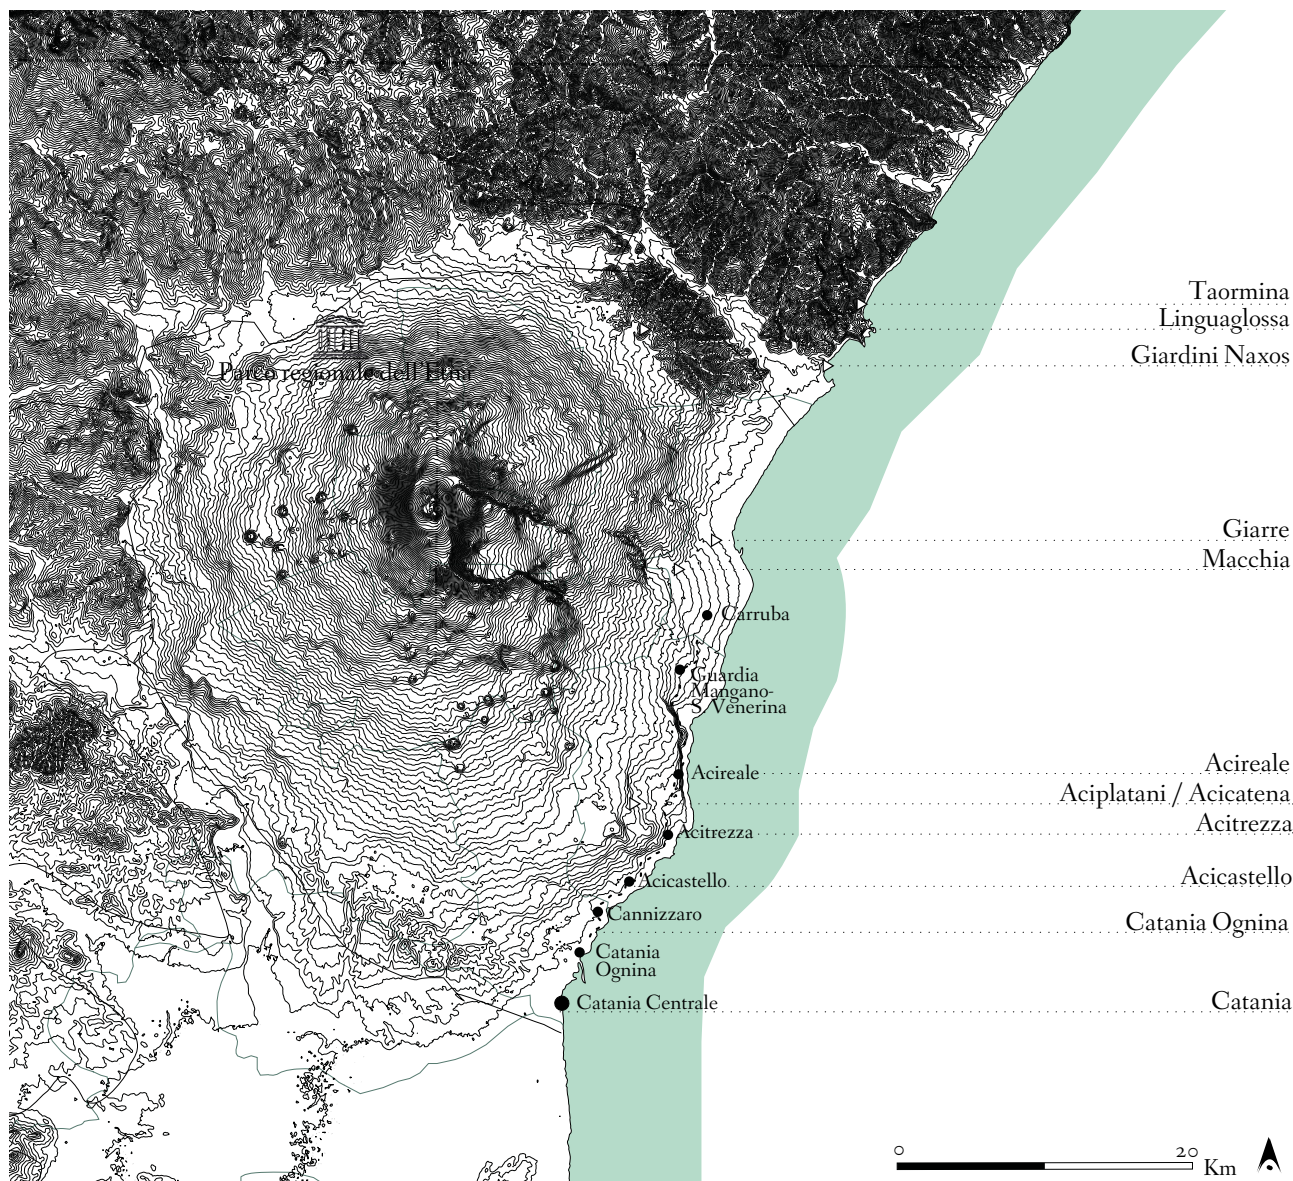 Taormina
Linguaglossa
Giardini Naxos
Parco regionale dell'Etna
Giarre
Macchia
Carruba
Guardia
Mangano-
S. Venerina
Acireale
Acireale
Aciplatani / Acicatena
Acitrezza
Acitrezza
Acicastello
Acicastello
Cannizzaro
Catania Ognina
Catania
Ognina
Catania Centrale
Catania
0 20
Km